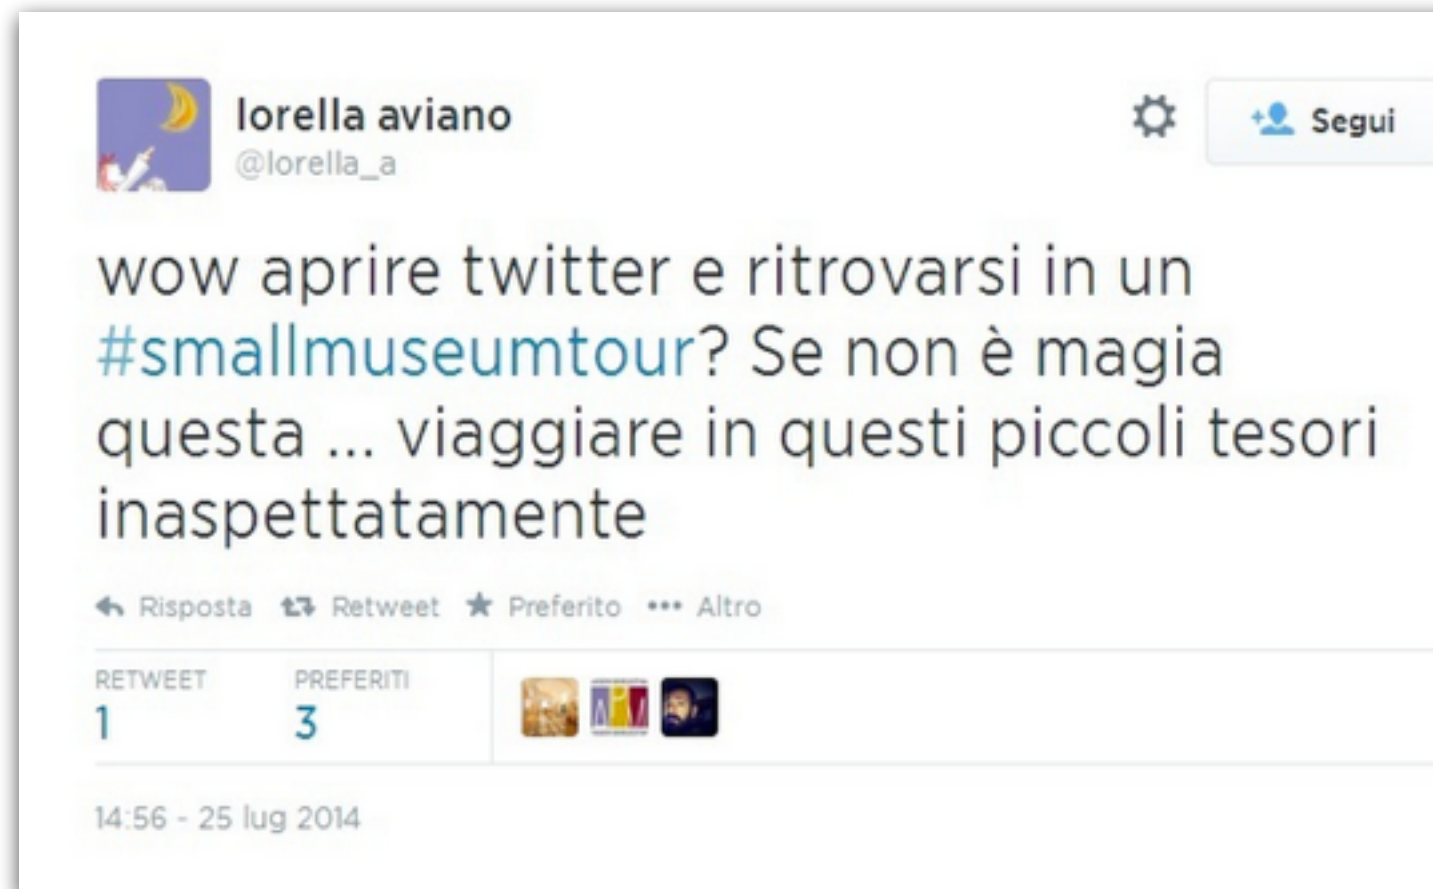 lorella aviano
@lorella_a
Segui
wow aprire twitter e ritrovarsi in un
#smallmuseumtour? Se non è magia
questa ... viaggiare in questi piccoli tesori
inaspettatamente
Risposta Retweet Preferito ••• Altro
RETWEET PREFERITI
1 3
14:56 - 25 lug 2014